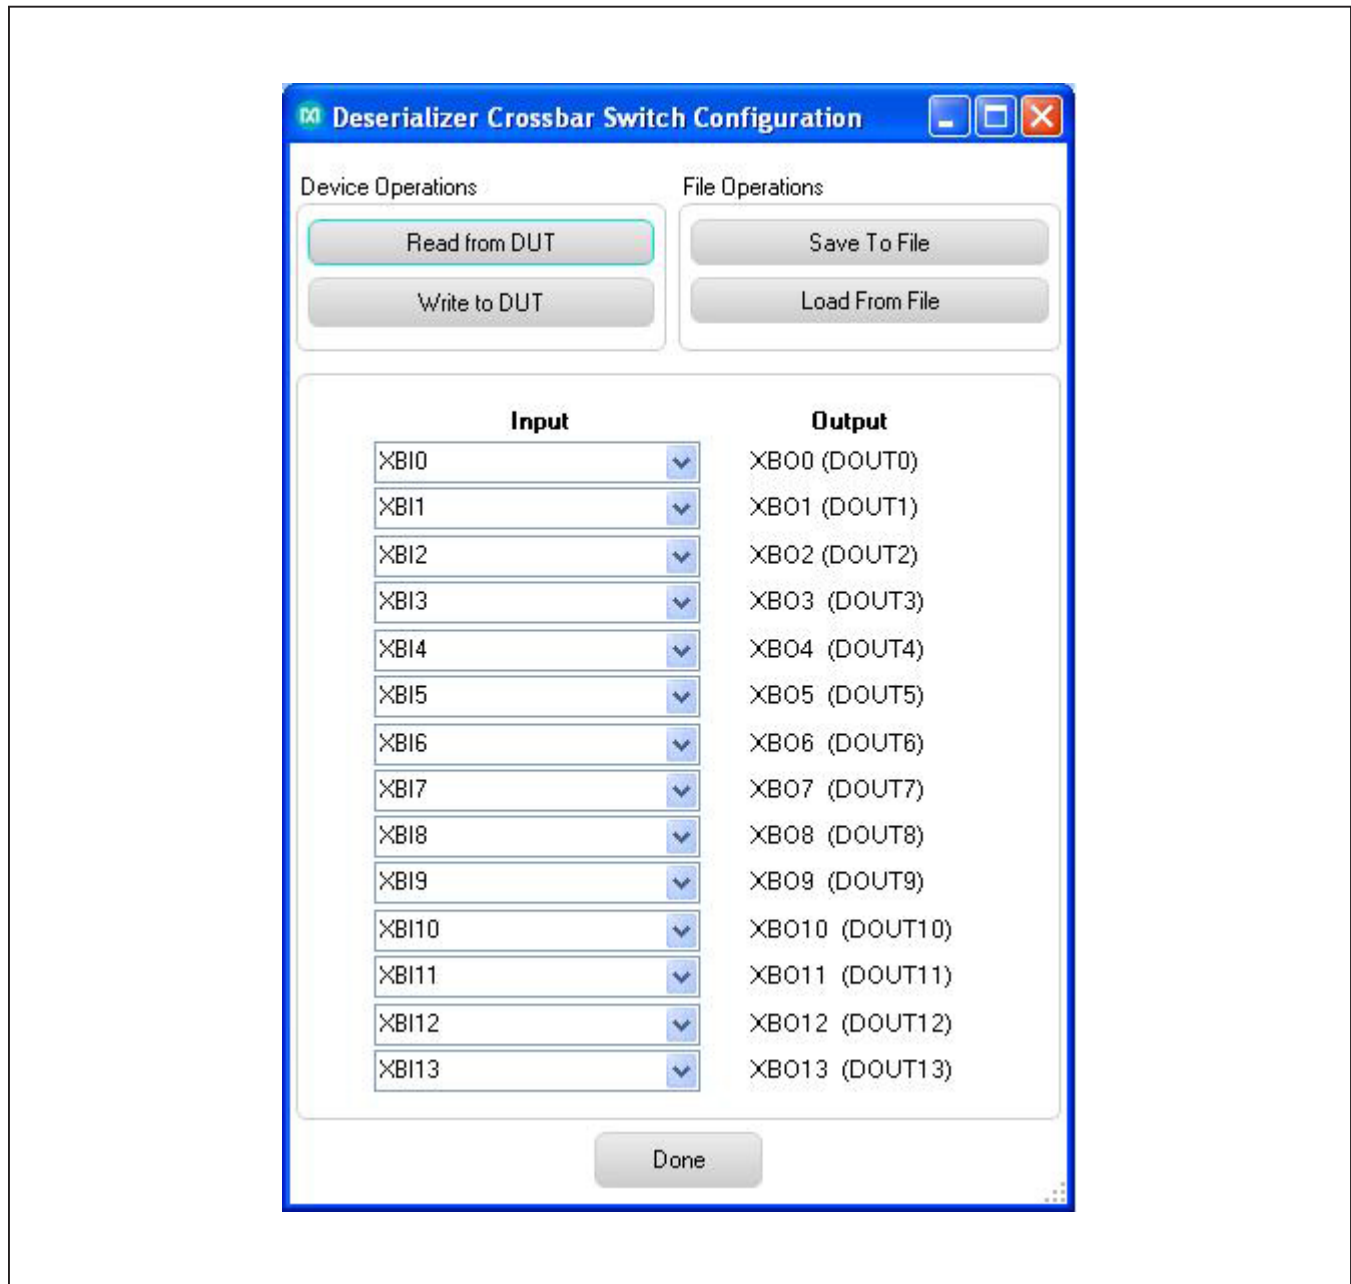 Deserializer Crossbar Switch Configuration
Device Operations
Read from DUT
Write to DUT
File Operations
Save To File
Load From File
Input Output
XBI0 XBO0 (DOUT0)
XBI1 XBO1 (DOUT1)
XBI2 XBO2 (DOUT2)
XBI3 XBO3 (DOUT3)
XBI4 XBO4 (DOUT4)
XBI5 XBO5 (DOUT5)
XBI6 XBO6 (DOUT6)
XBI7 XBO7 (DOUT7)
XBI8 XBO8 (DOUT8)
XBI9 XBO9 (DOUT9)
XBI10 XBO10 (DOUT10)
XBI11 XBO11 (DOUT11)
XBI12 XBO12 (DOUT12)
XBI13 XBO13 (DOUT13)
Done